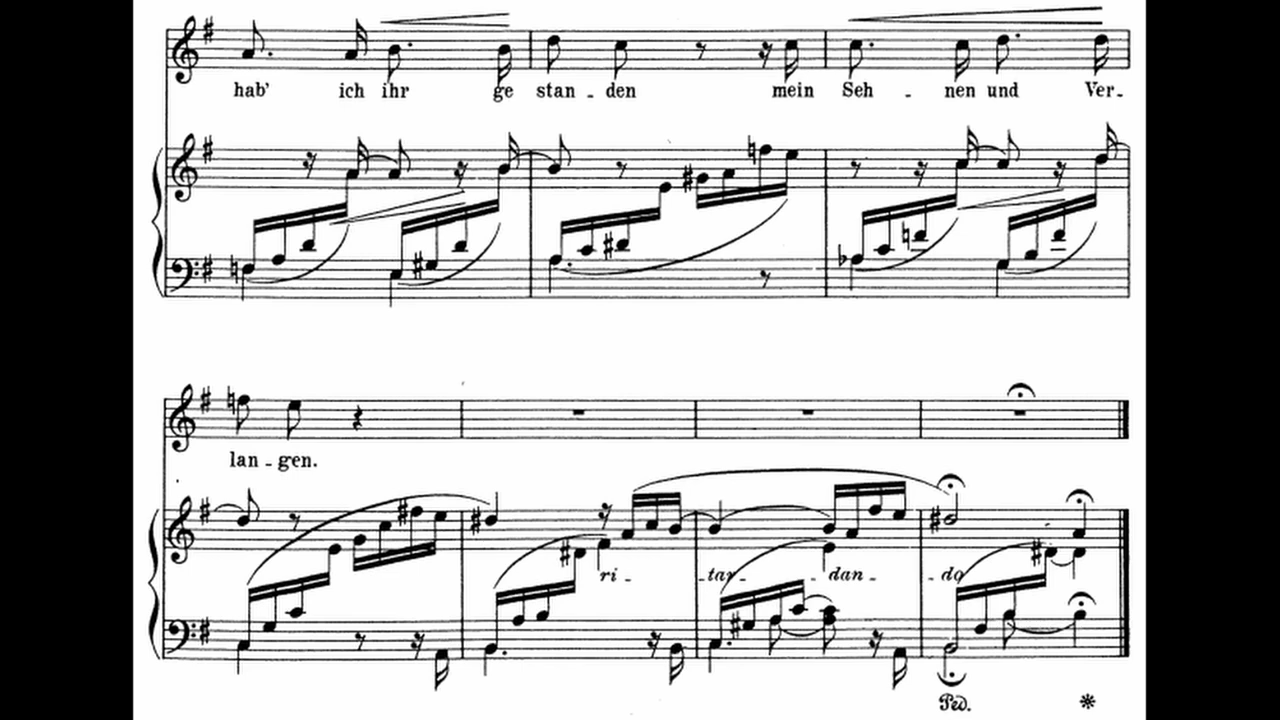 hab' ich ihr ge stan - den mein Seh - nen und Ver-
lan - gen.
ri - tar - dan - do
Ped. *